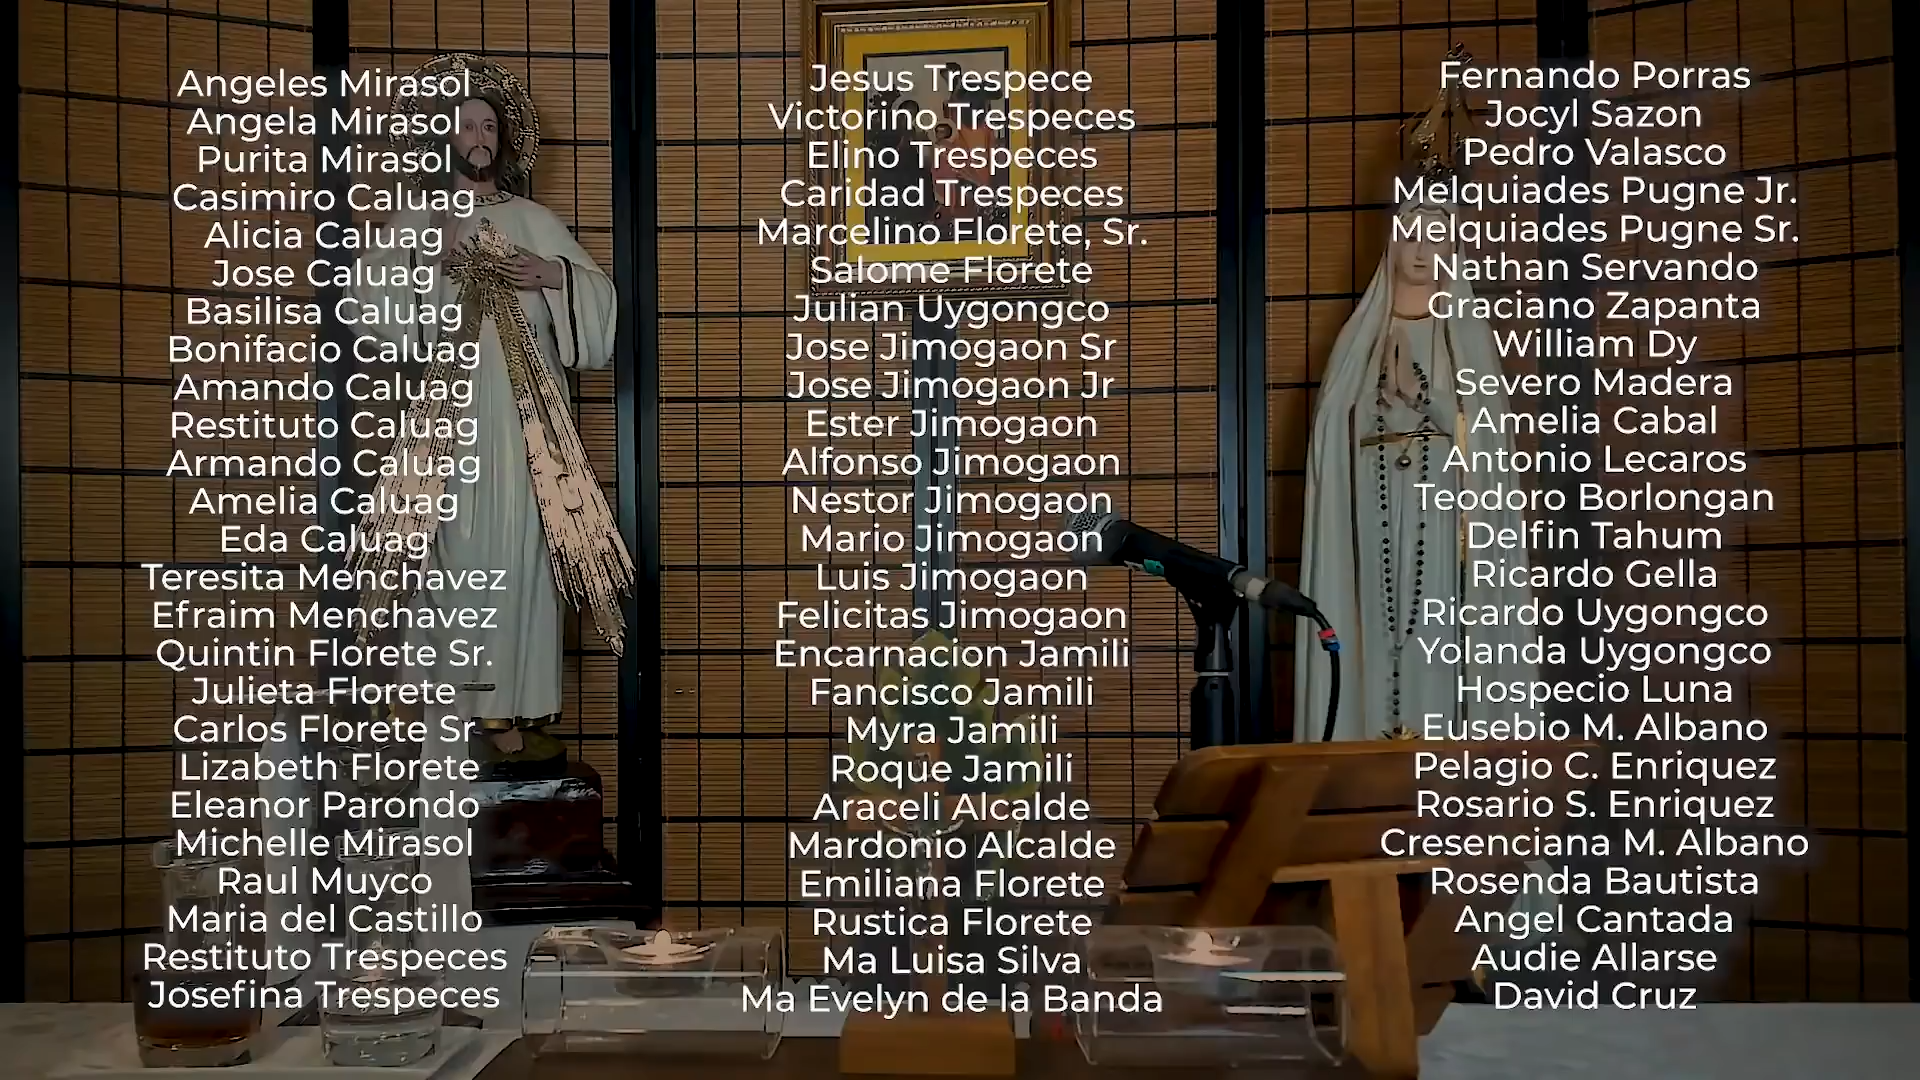 Angeles Mirasol
Angela Mirasol
Purita Mirasol
Casimiro Caluag
Alicia Caluag
Jose Caluag
Basilisa Caluag
Bonifacio Caluag
Amando Caluag
Restituto Caluag
Armando Caluag
Amelia Caluag
Eda Caluag
Teresita Menchavez
Efraim Menchavez
Quintin Florete Sr.
Julieta Florete
Carlos Florete Sr
Lizabeth Florete
Eleanor Parondo
Michelle Mirasol
Raul Muyco
Maria del Castillo
Restituto Trespeces
Josefina Trespeces
Jesus Trespece
Victorino Trespeces
Elino Trespeces
Caridad Trespeces
Marcelino Florete, Sr.
Salome Florete
Julian Uygongco
Jose Jimogaon Sr
Jose Jimogaon Jr
Ester Jimogaon
Alfonso Jimogaon
Nestor Jimogaon
Mario Jimogaon
Luis Jimogaon
Felicitas Jimogaon
Encarnacion Jamili
Fancisco Jamili
Myra Jamili
Roque Jamili
Araceli Alcalde
Mardonio Alcalde
Emiliana Florete
Rustica Florete
Ma Luisa Silva
Ma Evelyn de la Banda
Fernando Porras
Jocyl Sazon
Pedro Valasco
Melquiades Pugne Jr.
Melquiades Pugne Sr.
Nathan Servando
Graciano Zapanta
William Dy
Severo Madera
Amelia Cabal
Antonio Lecaros
Teodoro Borlongan
Delfin Tahum
Ricardo Gella
Ricardo Uygongco
Yolanda Uygongco
Hospecio Luna
Eusebio M. Albano
Pelagio C. Enriquez
Rosario S. Enriquez
Cresenciana M. Albano
Rosenda Bautista
Angel Cantada
Audie Allarse
David Cruz